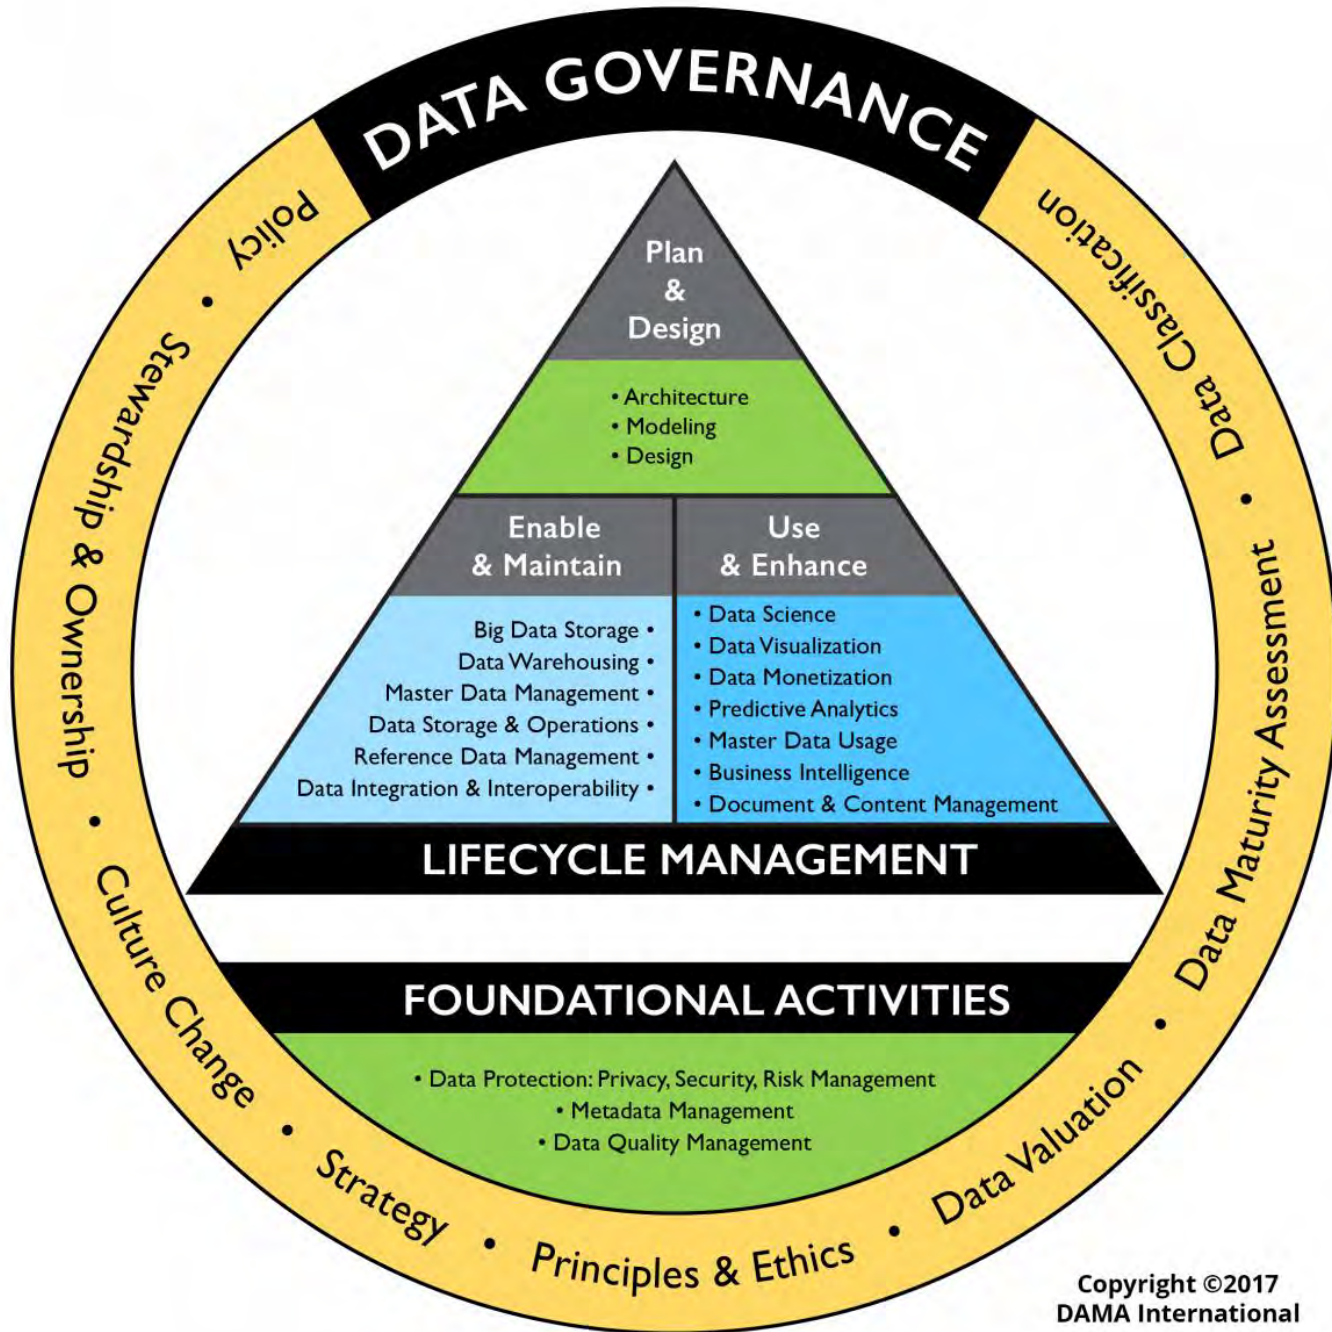 DATA GOVERNANCE
Policy • Stewardship & Ownership • Culture Change • Strategy • Principles & Ethics • Data Valuation • Data Maturity Assessment • Data Classification
Plan
&
Design
• Architecture
• Modeling
• Design
Enable
& Maintain
Big Data Storage •
Data Warehousing •
Master Data Management •
Data Storage & Operations •
Reference Data Management •
Data Integration & Interoperability •
Use
& Enhance
• Data Science
• Data Visualization
• Data Monetization
• Predictive Analytics
• Master Data Usage
• Business Intelligence
• Document & Content Management
LIFECYCLE MANAGEMENT
FOUNDATIONAL ACTIVITIES
• Data Protection: Privacy, Security, Risk Management
• Metadata Management
• Data Quality Management
Copyright ©2017
DAMA International